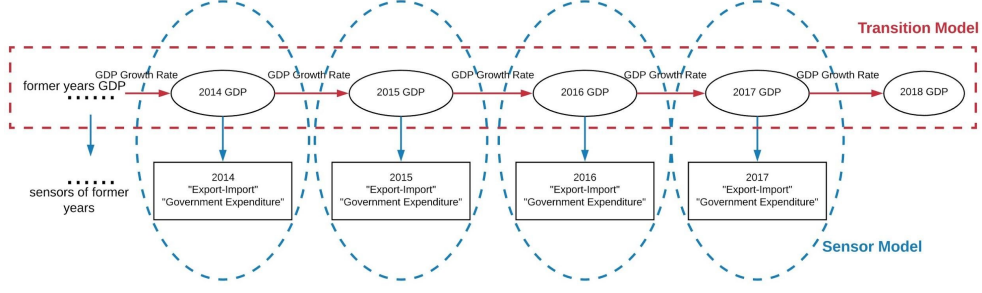 Transition Model
GDP Growth Rate
GDP Growth Rate
GDP Growth Rate
GDP Growth Rate
GDP Growth Rate
former years GDP
......
2014 GDP
2015 GDP
2016 GDP
2017 GDP
2018 GDP
......
sensors of former
years
2014
"Export-Import"
"Government Expenditure"
2015
"Export-Import"
"Government Expenditure"
2016
"Export-Import"
"Government Expenditure"
2017
"Export-Import"
"Government Expenditure"
Sensor Model